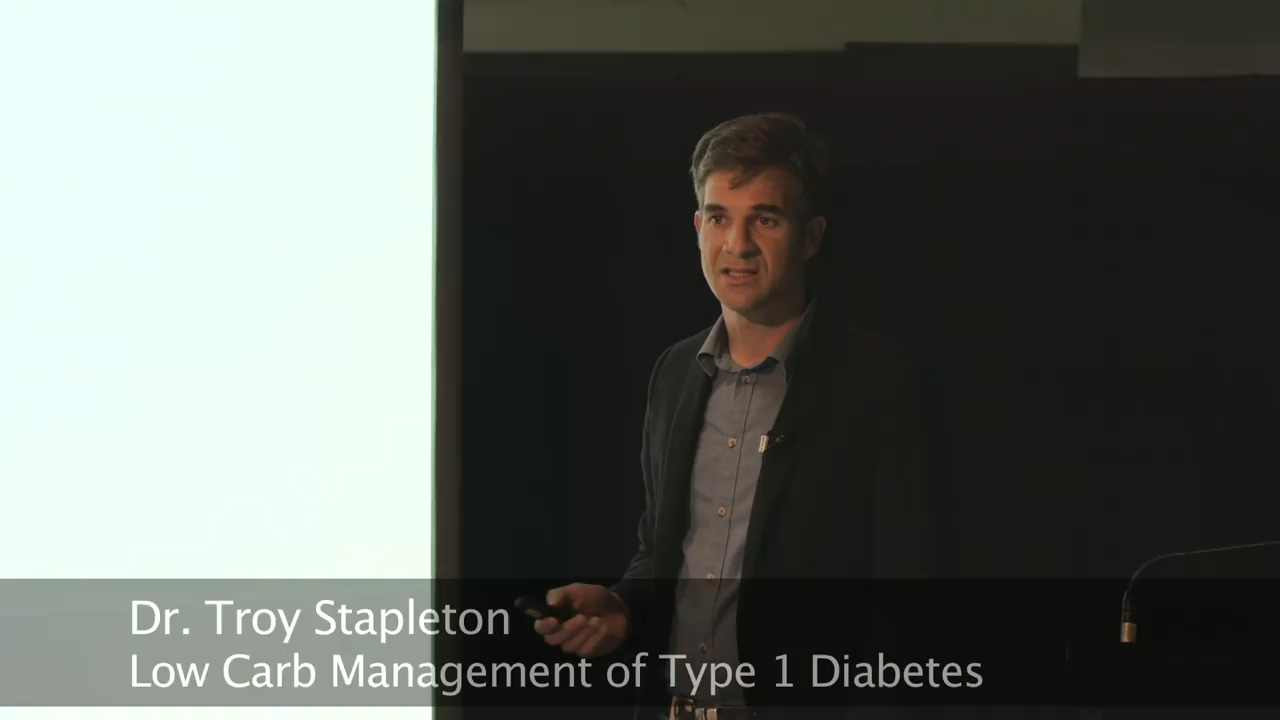 Dr. Troy Stapleton
Low Carb Management of Type 1 Diabetes